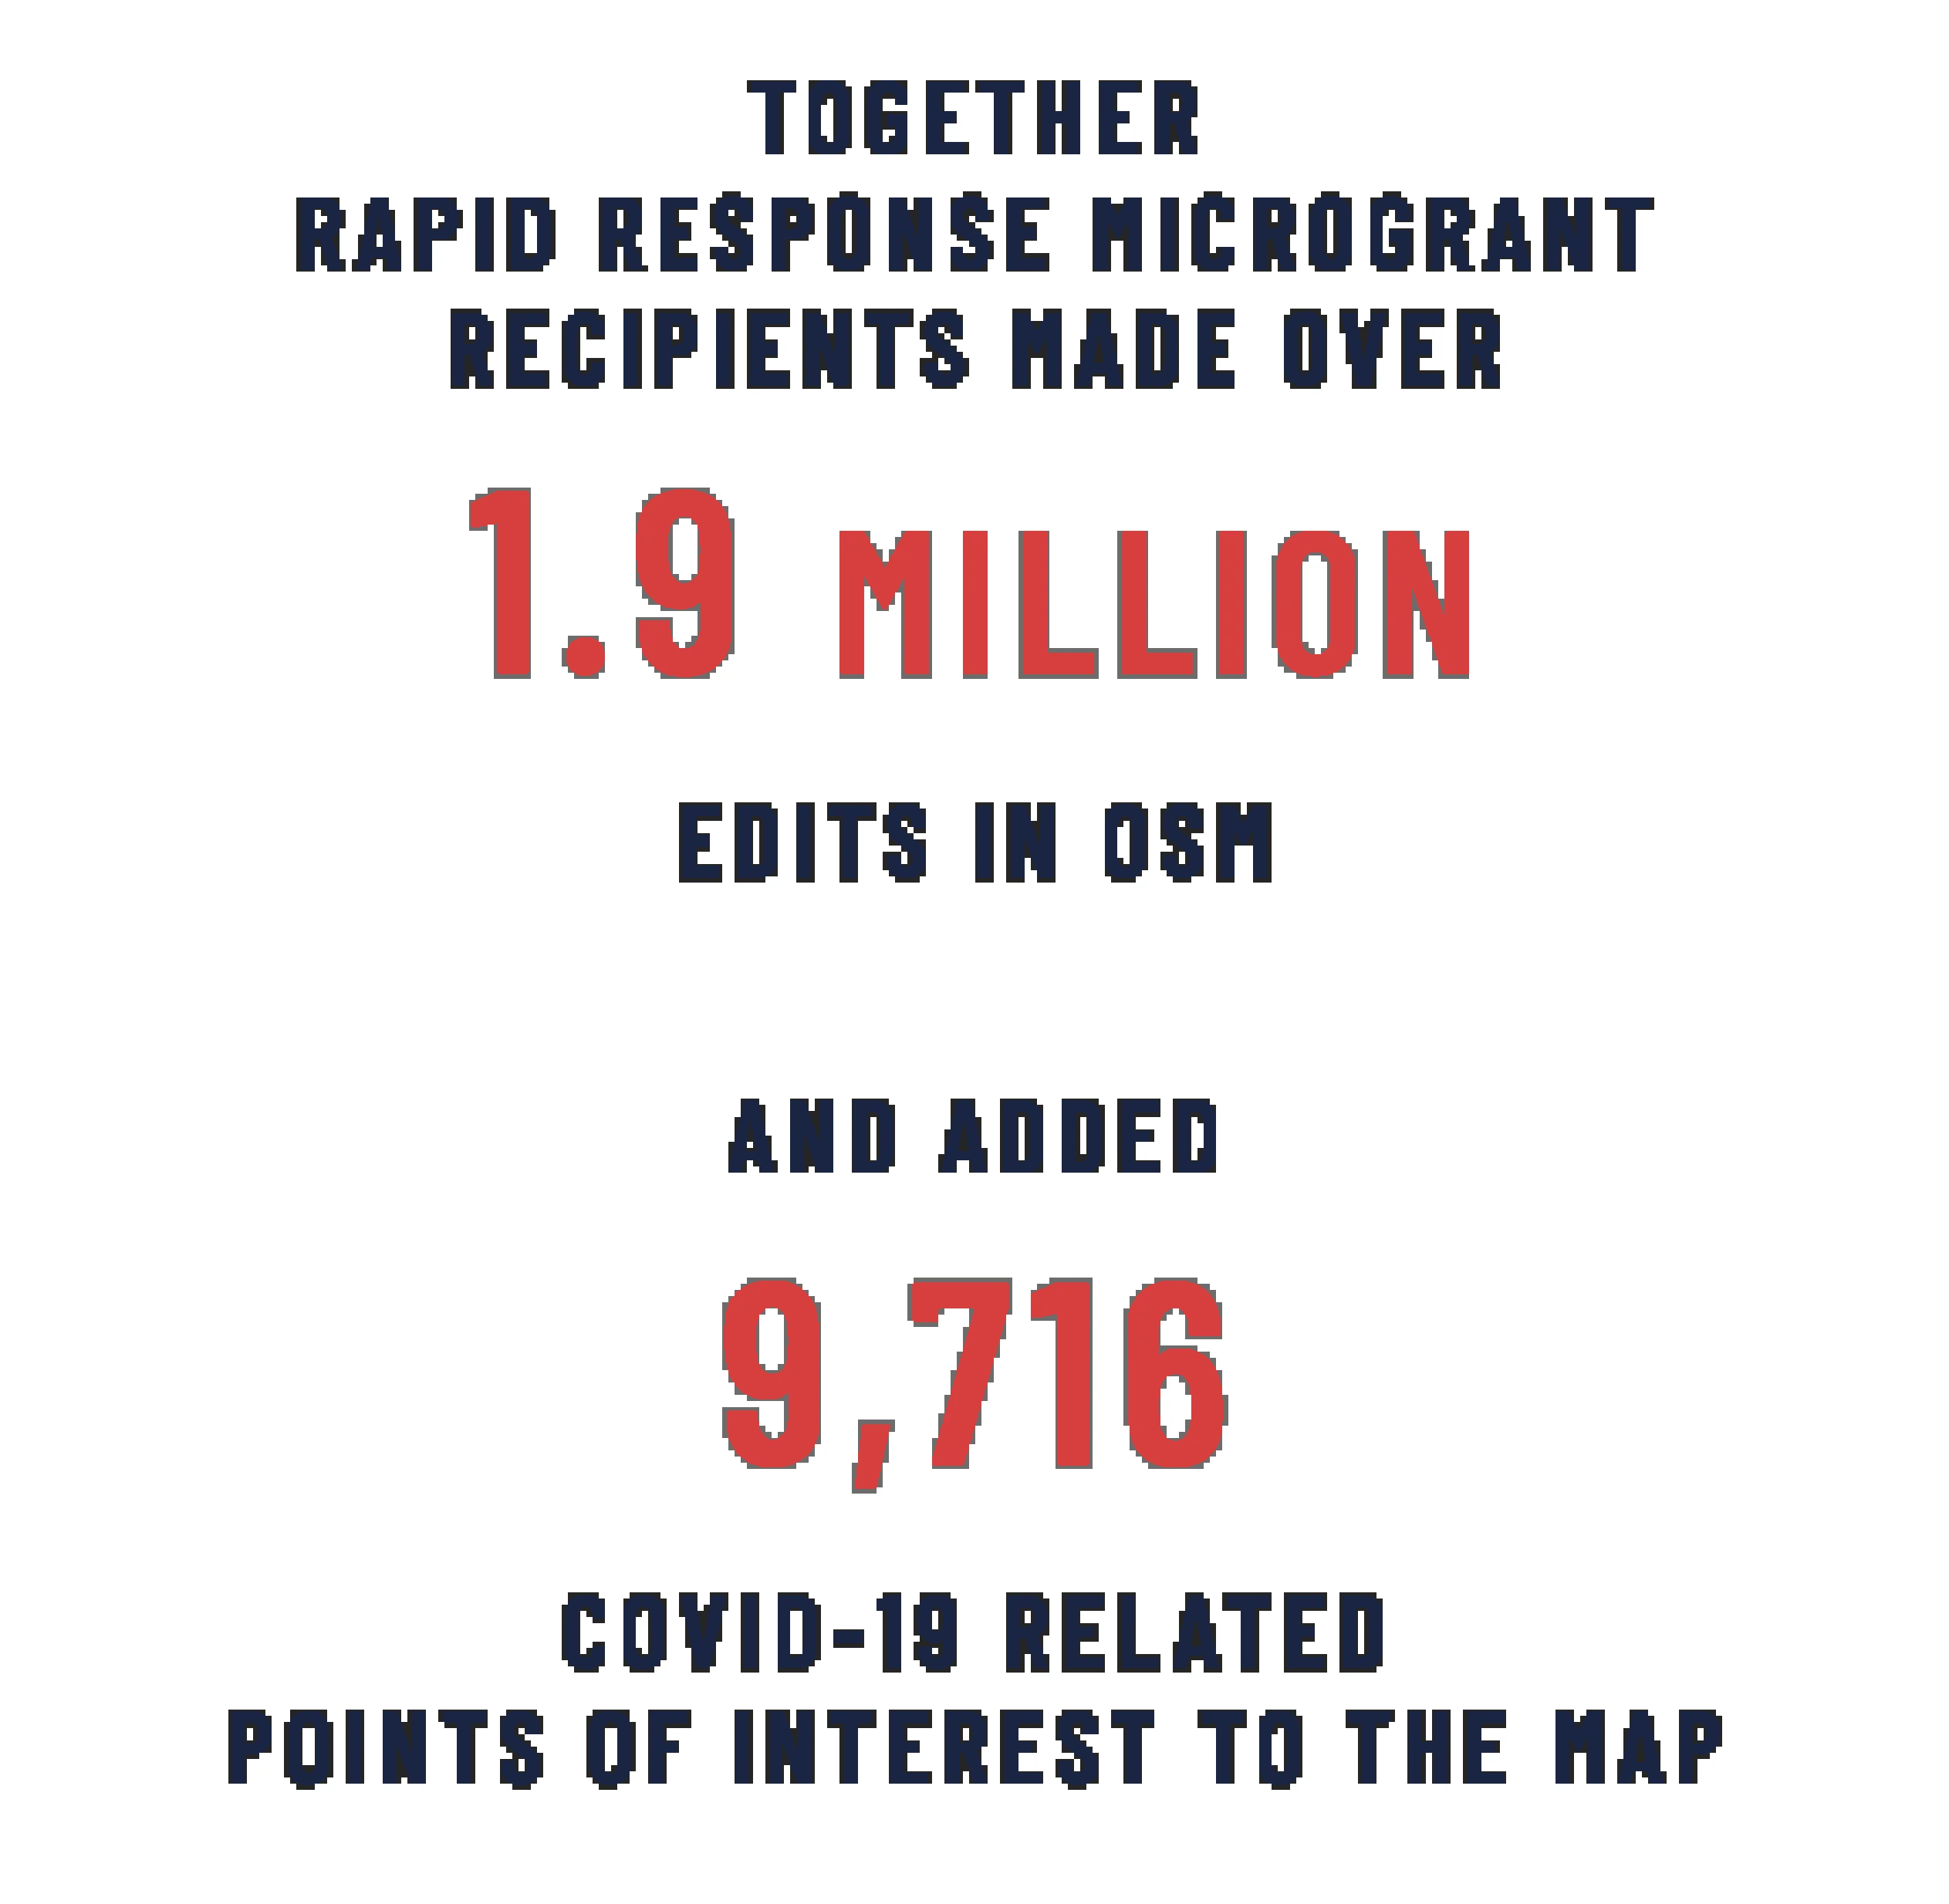 TOGETHER
RAPID RESPONSE MICROGRANT
RECIPIENTS MADE OVER
1.9 MILLION
EDITS IN OSM
AND ADDED
9,716
COVID-19 RELATED
POINTS OF INTEREST TO THE MAP